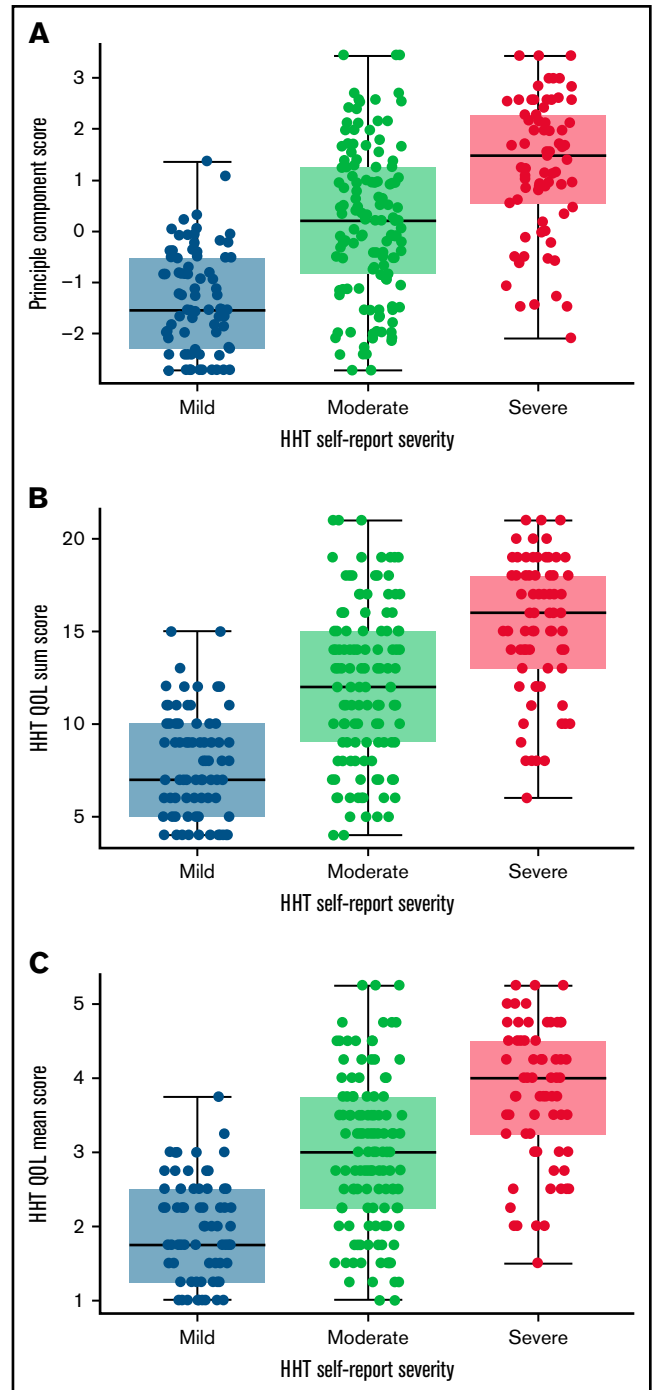 A
Principle component score
3
2
1
0
−1
−2
Mild Moderate Severe
HHT self-report severity
B
HHT QOL sum score
20
15
10
5
Mild Moderate Severe
HHT self-report severity
C
HHT QOL mean score
5
4
3
2
1
Mild Moderate Severe
HHT self-report severity